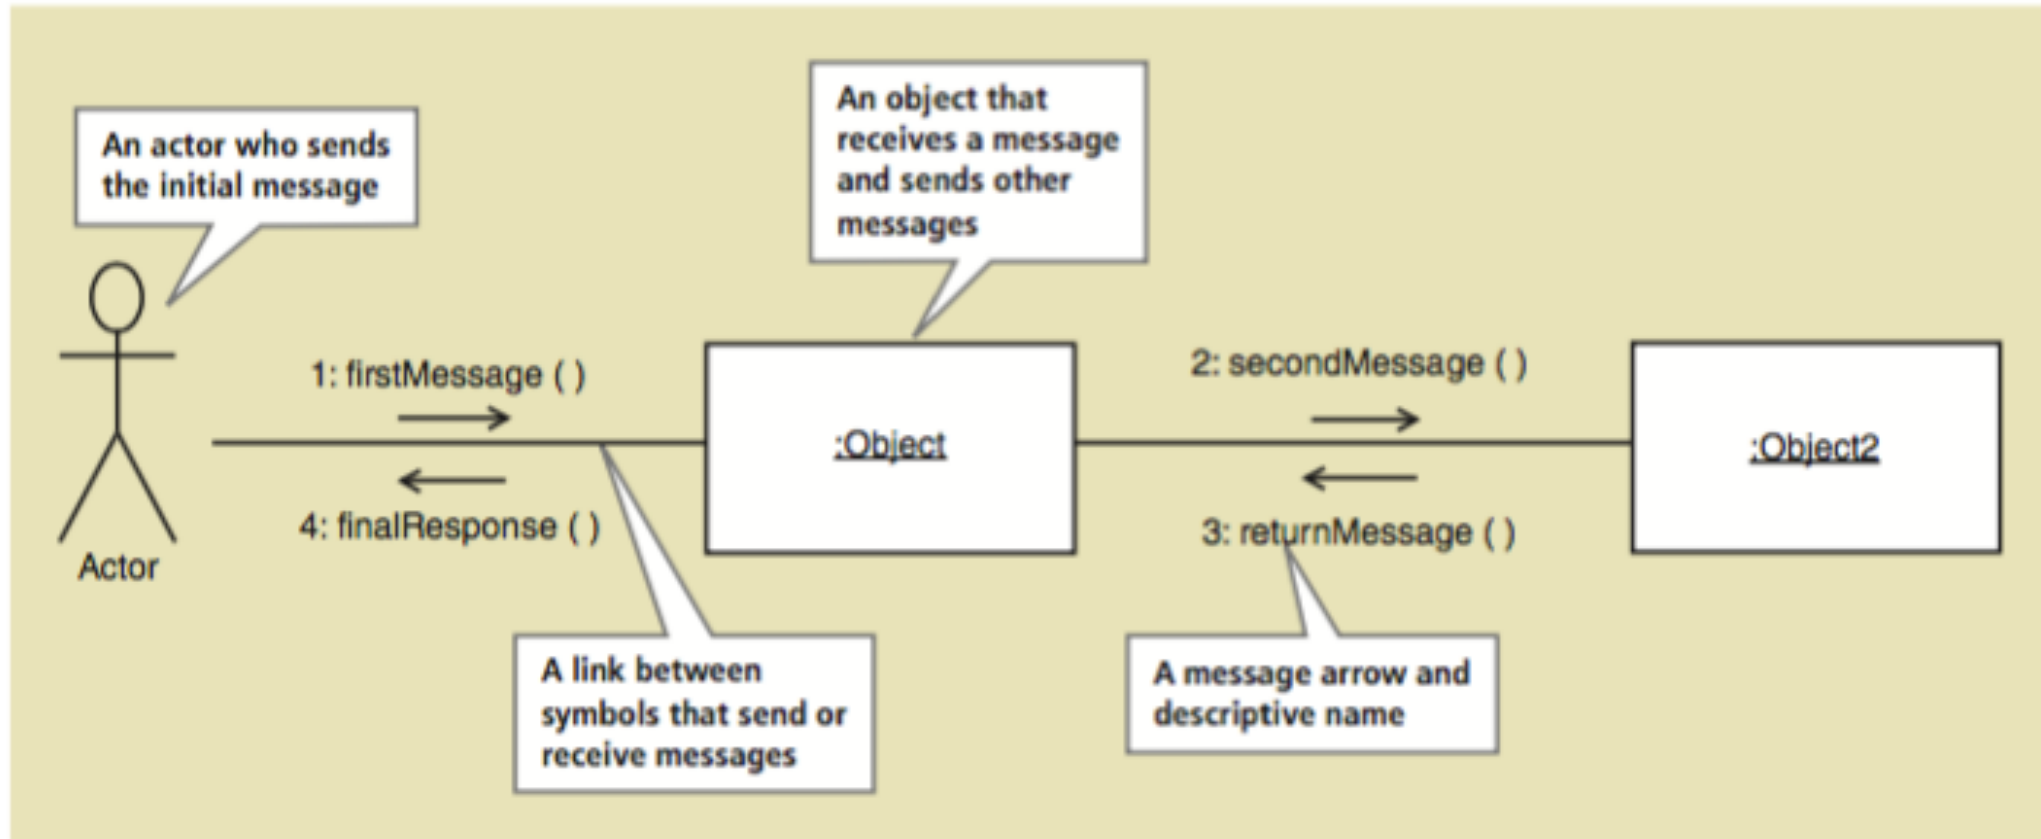 An actor who sends
the initial message
An object that
receives a message
and sends other
messages
1: firstMessage ( )
2: secondMessage ( )
:Object
:Object2
4: finalResponse ( )
3: returnMessage ( )
Actor
A link between
symbols that send or
receive messages
A message arrow and
descriptive name